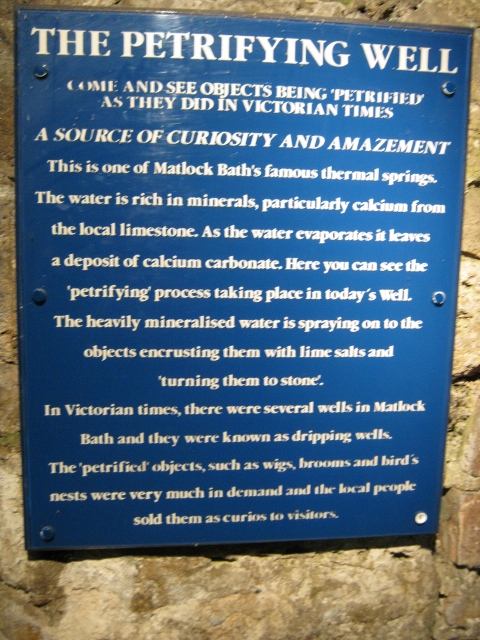 THE PETRIFYING WELL
COME AND SEE OBJECTS BEING 'PETRIFIED'
AS THEY DID IN VICTORIAN TIMES
A SOURCE OF CURIOSITY AND AMAZEMENT
This is one of Matlock Bath's famous thermal springs.
The water is rich in minerals, particularly calcium from
the local limestone. As the water evaporates it leaves
a deposit of calcium carbonate. Here you can see the
'petrifying' process taking place in today's Well.
The heavily mineralised water is spraying on to the
objects encrusting them with lime salts and
'turning them to stone'.
In Victorian times, there were several wells in Matlock
Bath and they were known as dripping wells.
The 'petrified' objects, such as wigs, brooms and bird's
nests were very much in demand and the local people
sold them as curios to visitors.